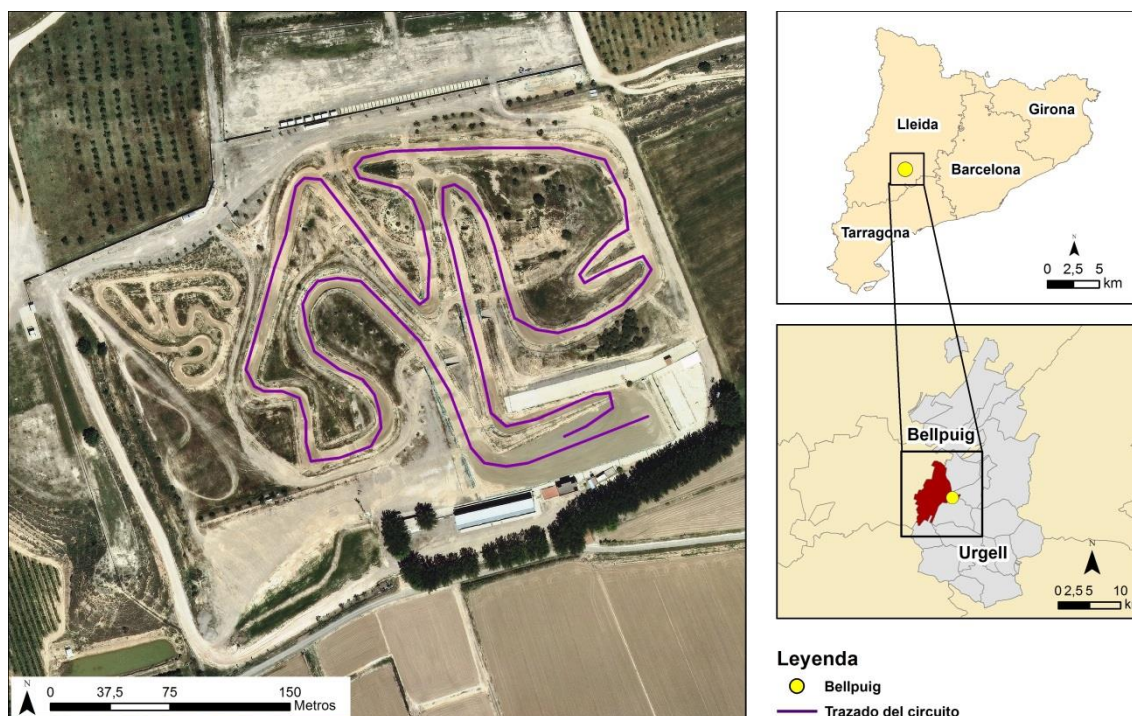 N
0 37,5 75 150
Metros
Lleida
Girona
Barcelona
Tarragona
N
0 2,5 5
km
Bellpuig
Urgell
N
0 2,5 5 10
km
Leyenda
Bellpuig
Trazado del circuito